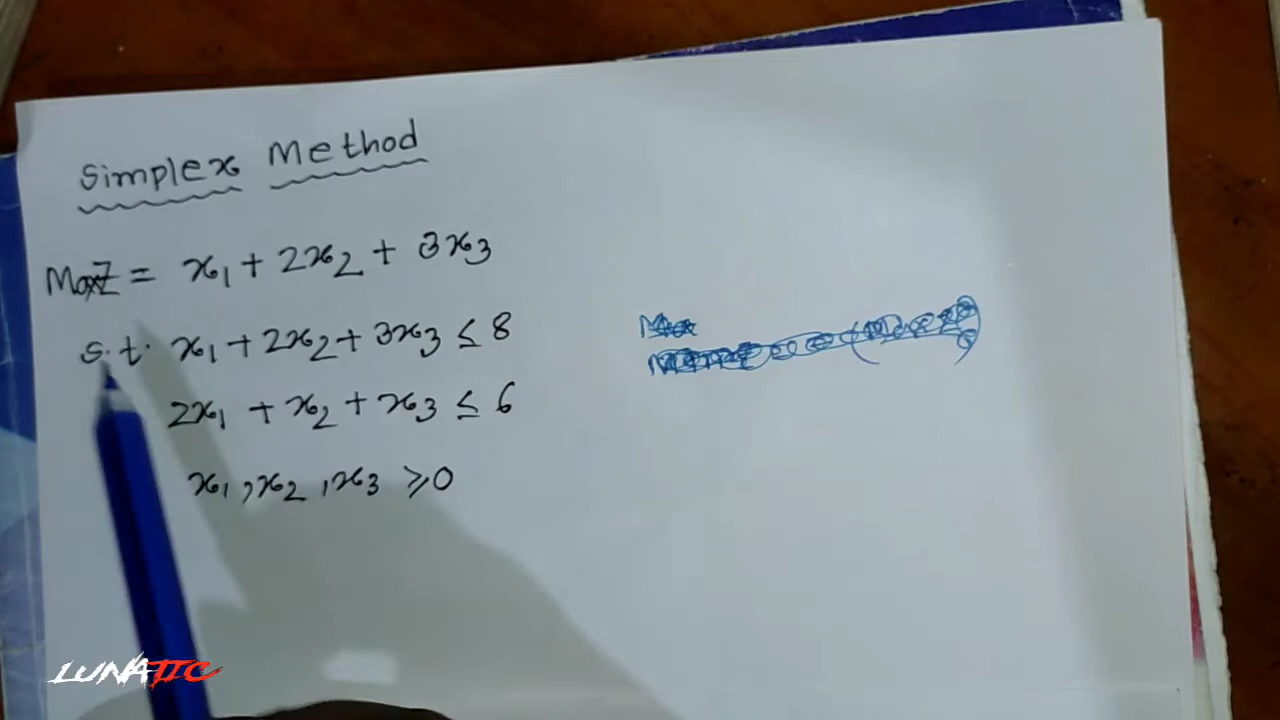 Simplex Method
Max Z = x₁ + 2x₂ + 3x₃
s.t. x₁ + 2x₂ + 3x₃ ≤ 8
2x₁ + x₂ + x₃ ≤ 6
x₁, x₂, x₃ ≥ 0
LUNATIC